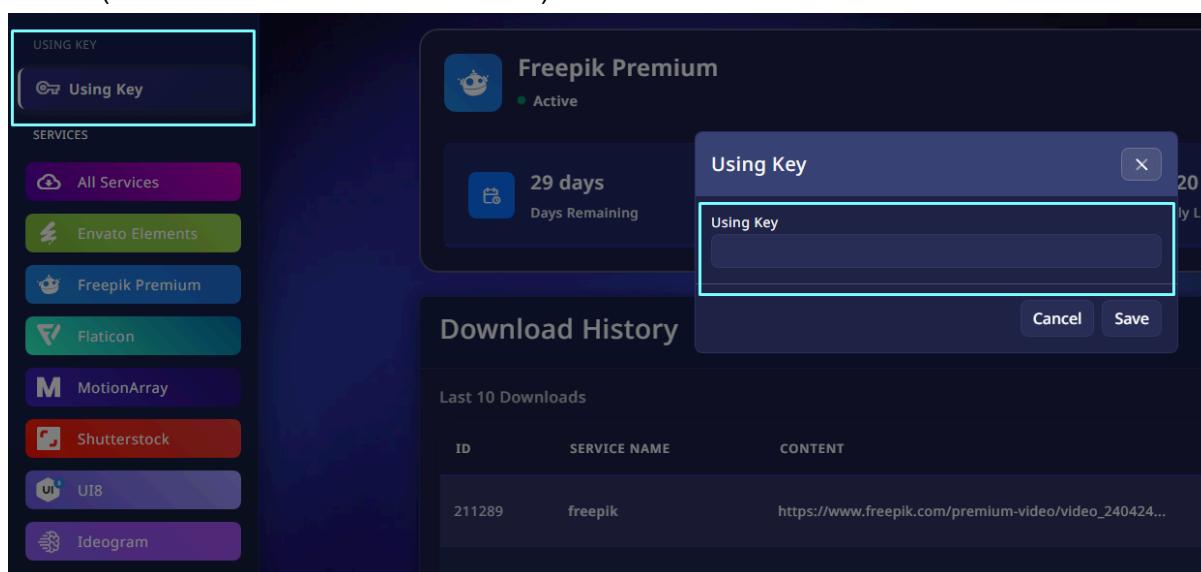 USING KEY
Using Key
SERVICES
All Services
Envato Elements
Freepik Premium
Flaticon
MotionArray
Shutterstock
UI8
Ideogram
Freepik Premium
Active
29 days
Days Remaining
20
ly L
Using Key
Using Key
Cancel Save
Download History
Last 10 Downloads
ID SERVICE NAME CONTENT
211289 freepik https://www.freepik.com/premium-video/video_240424...